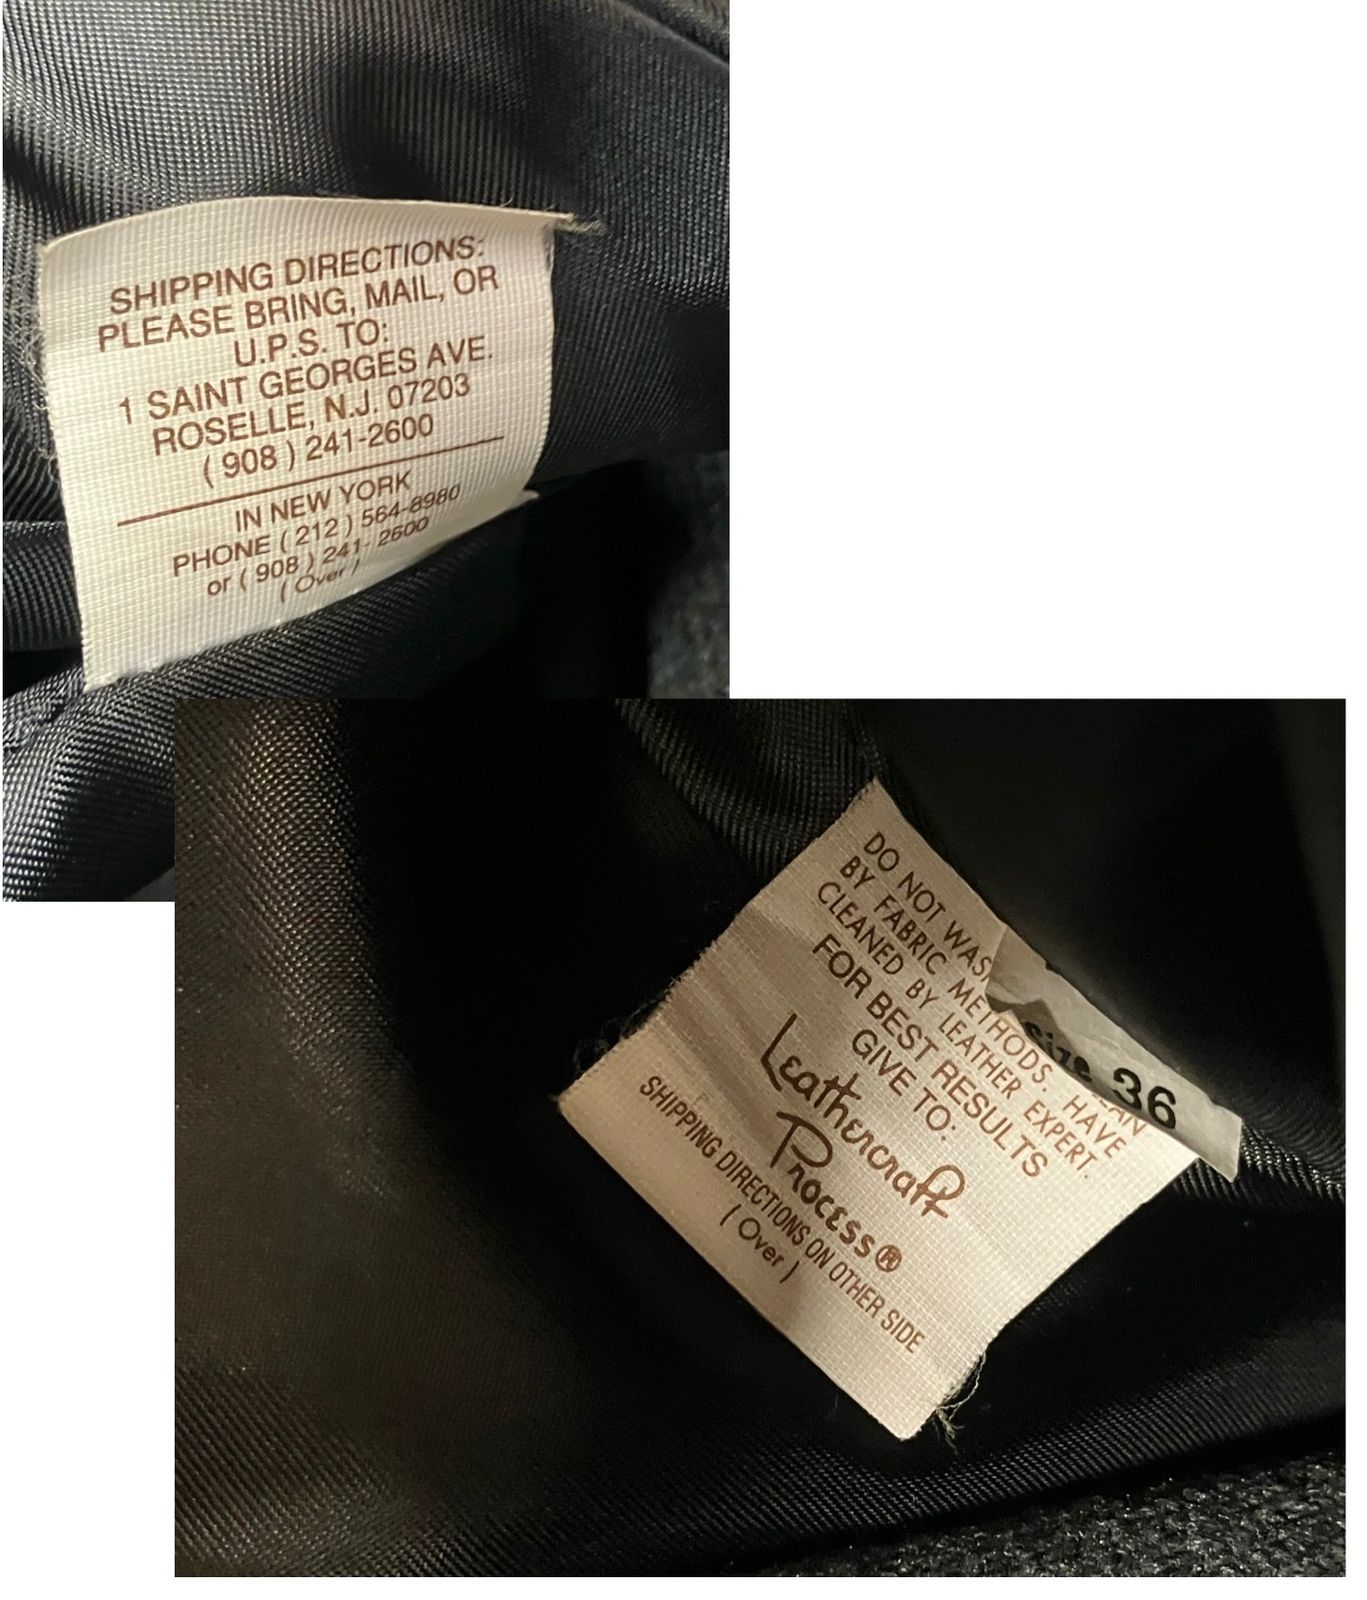 SHIPPING DIRECTIONS:
PLEASE BRING, MAIL, OR
U.P.S. TO:
1 SAINT GEORGES AVE.
ROSELLE, N.J. 07203
( 908 ) 241-2600
IN NEW YORK
PHONE ( 212 ) 564-8980
or ( 908 ) 241- 2600
( Over )
DO NOT
BY FABRIC METHODS. HAVE
CLEANED BY LEATHER EXPERT.
FOR BEST RESULTS
GIVE TO:
Leathercraft
Process®
SHIPPING DIRECTIONS ON OTHER SIDE
( Over )
size 36